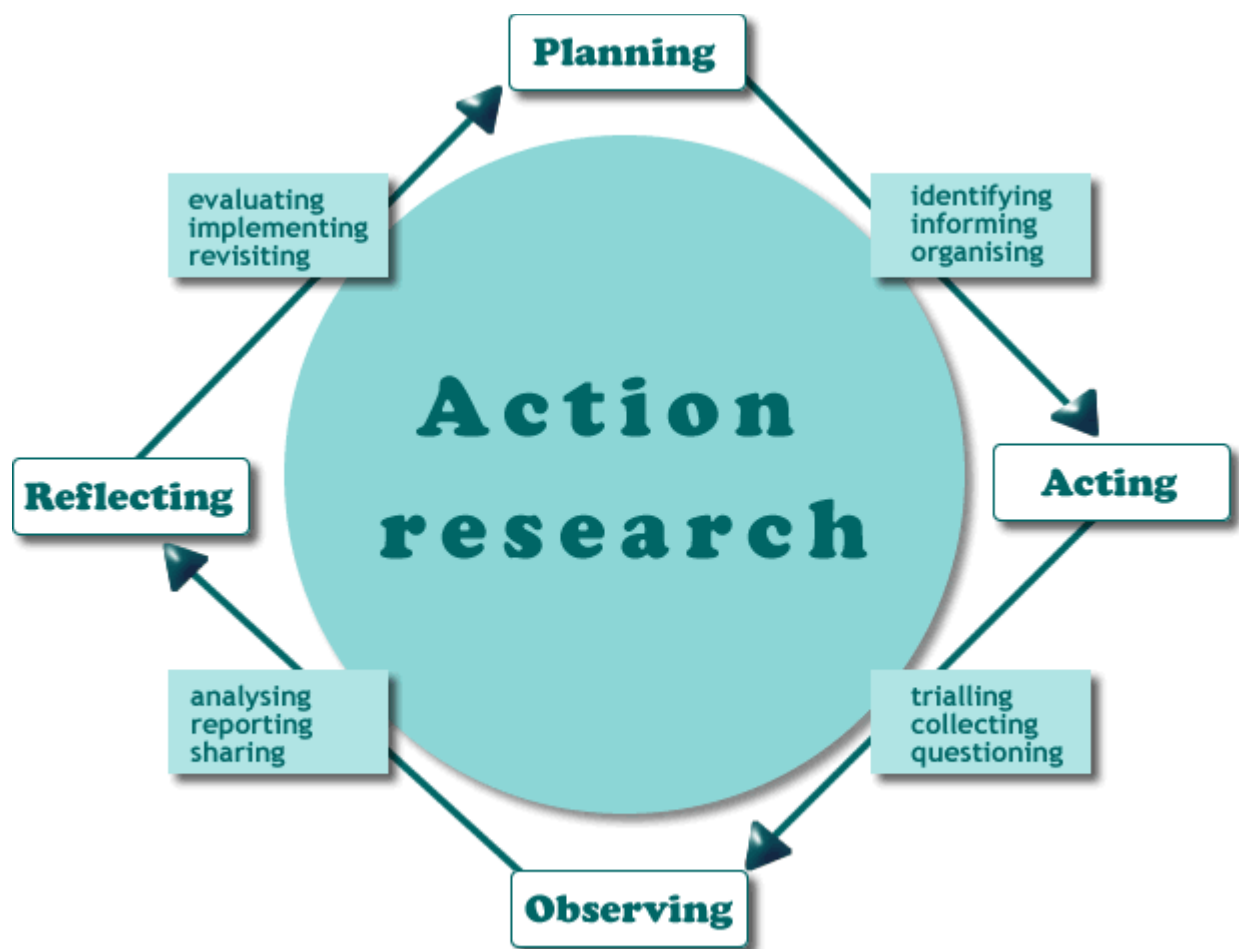 Planning
evaluating
implementing
revisiting
identifying
informing
organising
Action
research
Reflecting
Acting
analysing
reporting
sharing
trialling
collecting
questioning
Observing